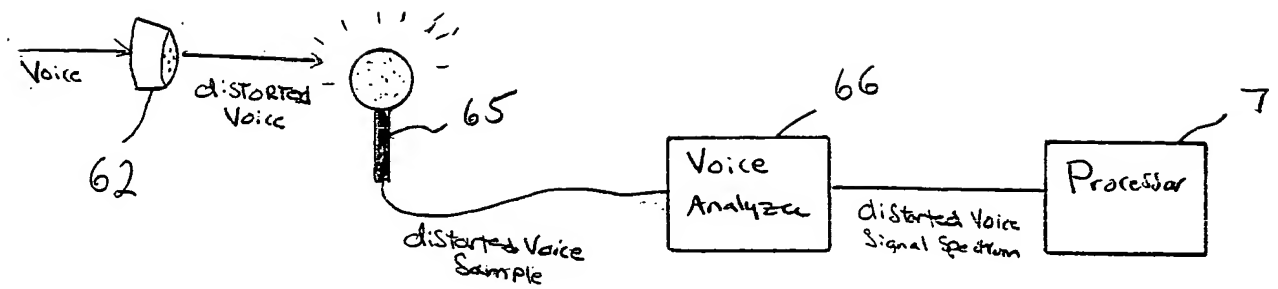 Voice
62
distorted
Voice
65
distorted Voice
Sample
66
Voice
Analyzer
distorted Voice
Signal Spectrum
7
Processor